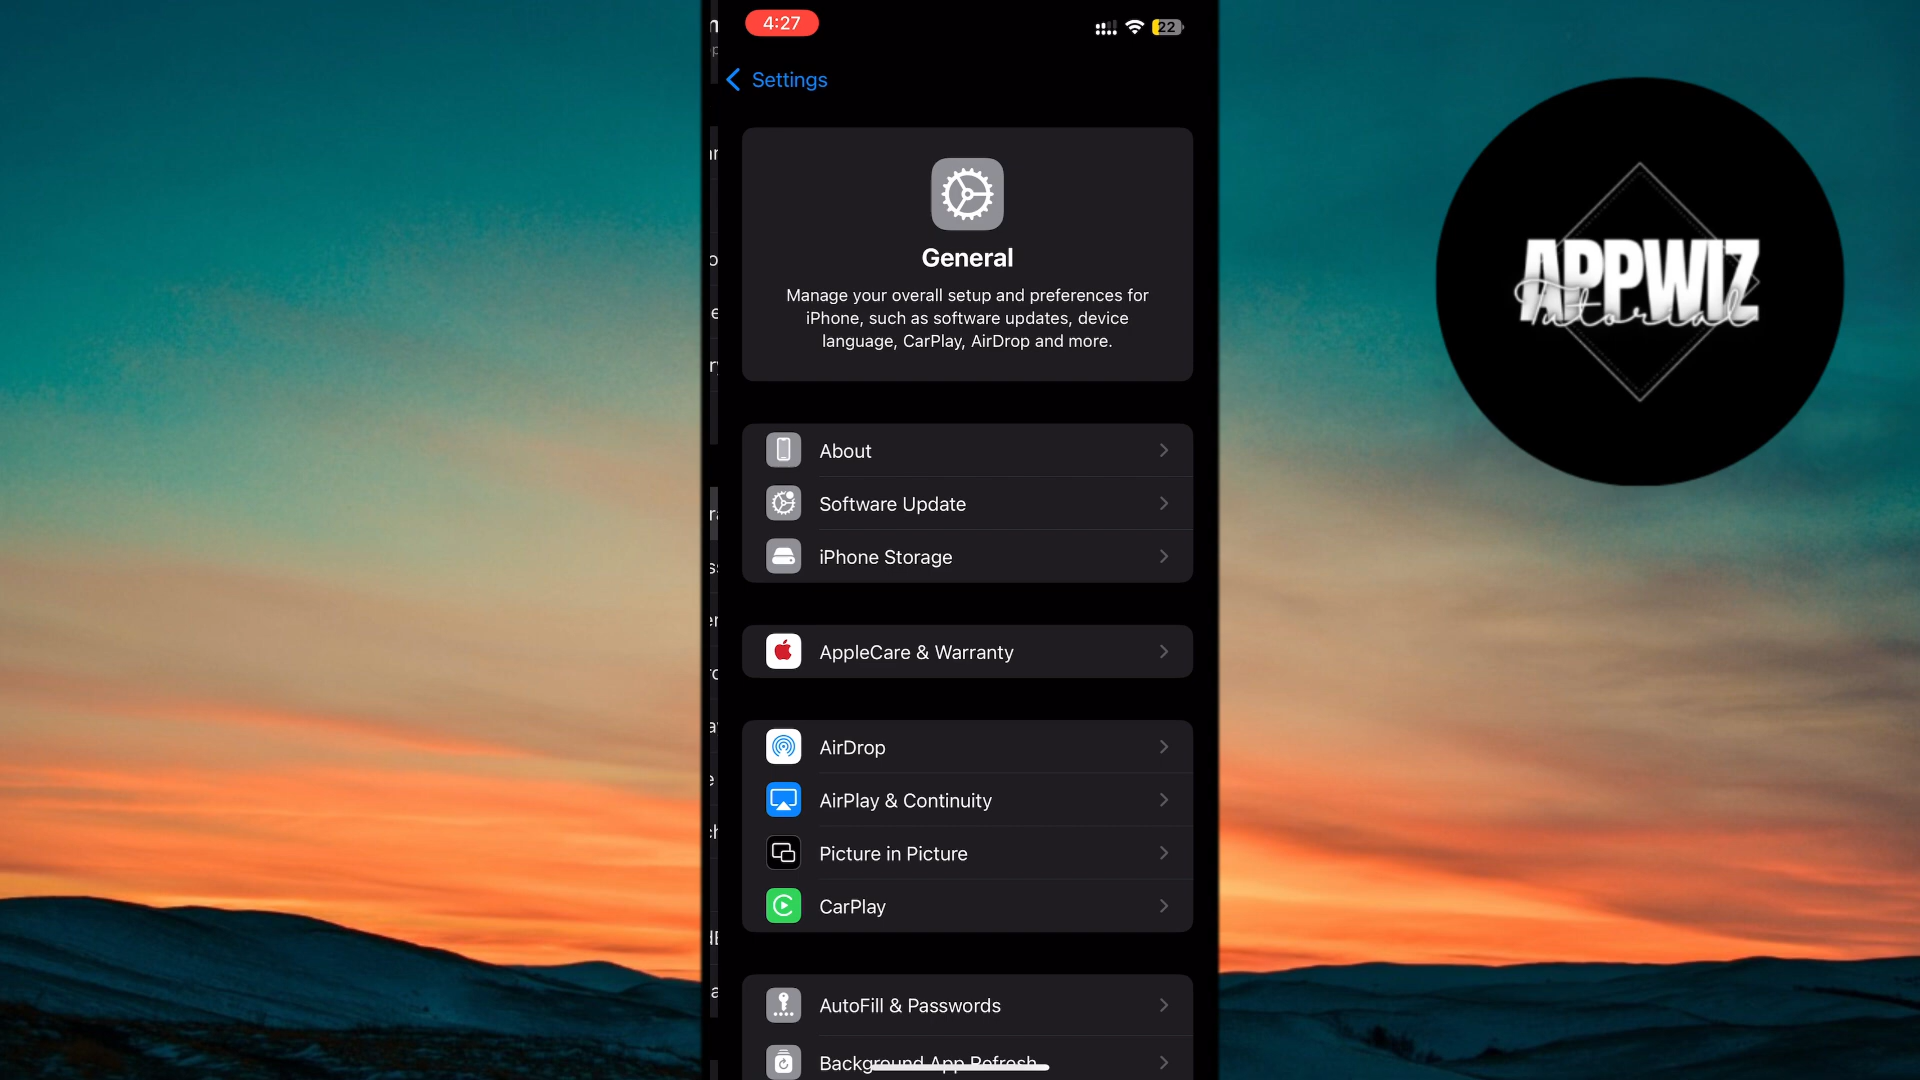 4:27
22
Settings
General
Manage your overall setup and preferences for
iPhone, such as software updates, device
language, CarPlay, AirDrop and more.
About
Software Update
iPhone Storage
AppleCare & Warranty
AirDrop
AirPlay & Continuity
Picture in Picture
CarPlay
AutoFill & Passwords
Background App Refresh
APPWIZ
Tutorial